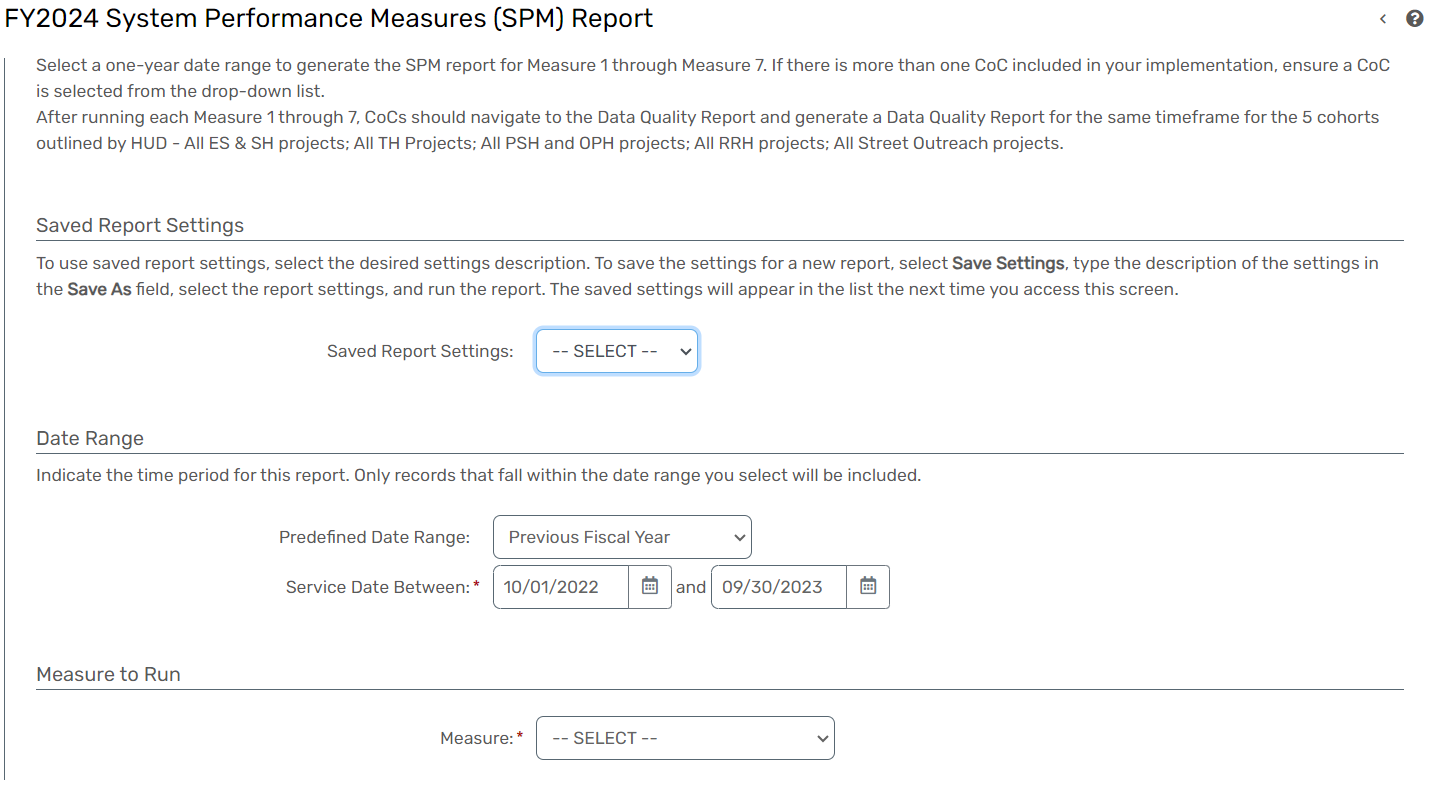 FY2024 System Performance Measures (SPM) Report
Select a one-year date range to generate the SPM report for Measure 1 through Measure 7. If there is more than one CoC included in your implementation, ensure a CoC
is selected from the drop-down list.
After running each Measure 1 through 7, CoCs should navigate to the Data Quality Report and generate a Data Quality Report for the same timeframe for the 5 cohorts
outlined by HUD - All ES & SH projects; All TH Projects; All PSH and OPH projects; All RRH projects; All Street Outreach projects.
Saved Report Settings
To use saved report settings, select the desired settings description. To save the settings for a new report, select Save Settings, type the description of the settings in
the Save As field, select the report settings, and run the report. The saved settings will appear in the list the next time you access this screen.
Saved Report Settings: -- SELECT --
Date Range
Indicate the time period for this report. Only records that fall within the date range you select will be included.
Predefined Date Range: Previous Fiscal Year
Service Date Between:* 10/01/2022 and 09/30/2023
Measure to Run
Measure:* -- SELECT --